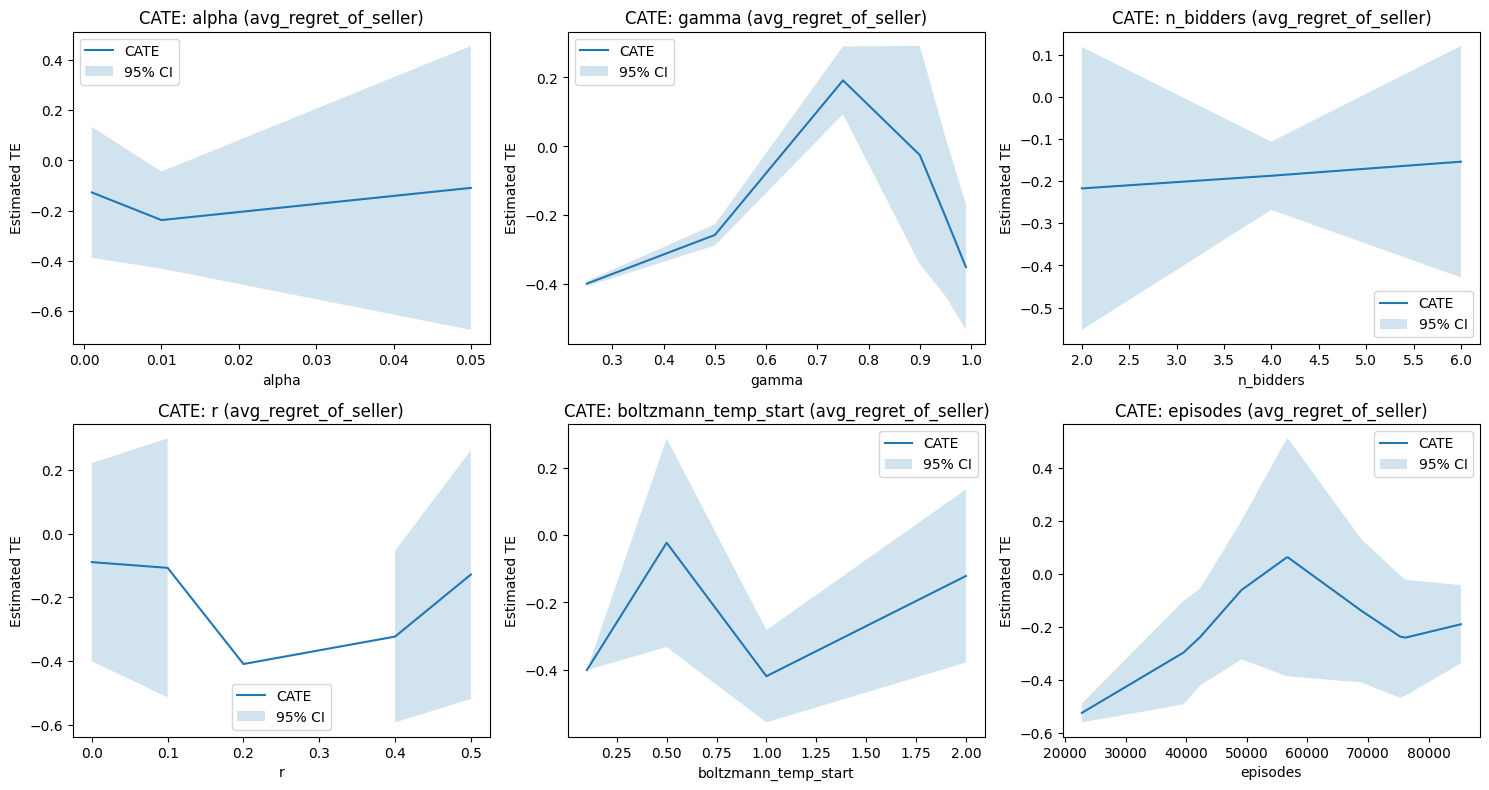 CATE: alpha (avg_regret_of_seller)
CATE
95% CI
Estimated TE
0.4
0.2
0.0
−0.2
−0.4
−0.6
0.00 0.01 0.02 0.03 0.04 0.05
alpha
CATE: gamma (avg_regret_of_seller)
CATE
95% CI
Estimated TE
0.2
0.0
−0.2
−0.4
0.3 0.4 0.5 0.6 0.7 0.8 0.9 1.0
gamma
CATE: n_bidders (avg_regret_of_seller)
Estimated TE
0.1
0.0
−0.1
−0.2
−0.3
−0.4
−0.5
CATE
95% CI
2.0 2.5 3.0 3.5 4.0 4.5 5.0 5.5 6.0
n_bidders
CATE: r (avg_regret_of_seller)
Estimated TE
0.2
0.0
−0.2
−0.4
−0.6
CATE
95% CI
0.0 0.1 0.2 0.3 0.4 0.5
r
CATE: boltzmann_temp_start (avg_regret_of_seller)
CATE
95% CI
Estimated TE
0.2
0.0
−0.2
−0.4
0.25 0.50 0.75 1.00 1.25 1.50 1.75 2.00
boltzmann_temp_start
CATE: episodes (avg_regret_of_seller)
CATE
95% CI
Estimated TE
0.4
0.2
0.0
−0.2
−0.4
−0.6
20000 30000 40000 50000 60000 70000 80000
episodes